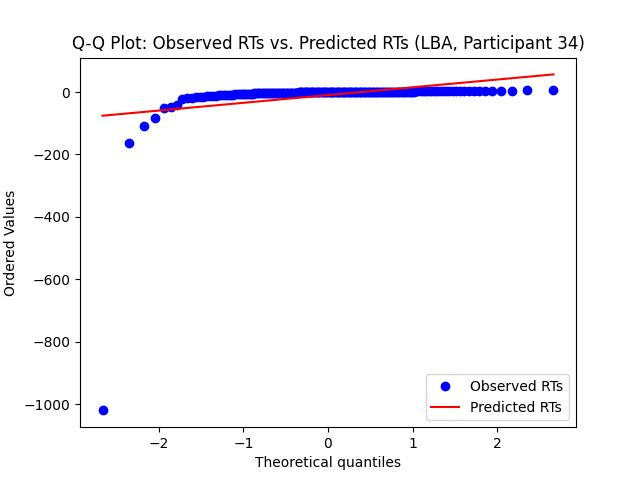 Q-Q Plot: Observed RTs vs. Predicted RTs (LBA, Participant 34)
Ordered Values
0
−200
−400
−600
−800
−1000
−2
−1
0
1
2
Theoretical quantiles
Observed RTs
Predicted RTs